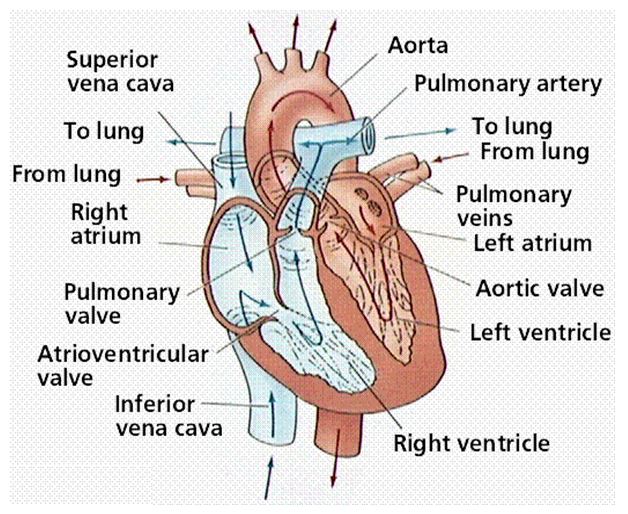 Superior
vena cava
Aorta
Pulmonary artery
To lung
To lung
From lung
From lung
Pulmonary
veins
Right
atrium
Left atrium
Pulmonary
valve
Aortic valve
Atrioventricular
valve
Left ventricle
Inferior
vena cava
Right ventricle